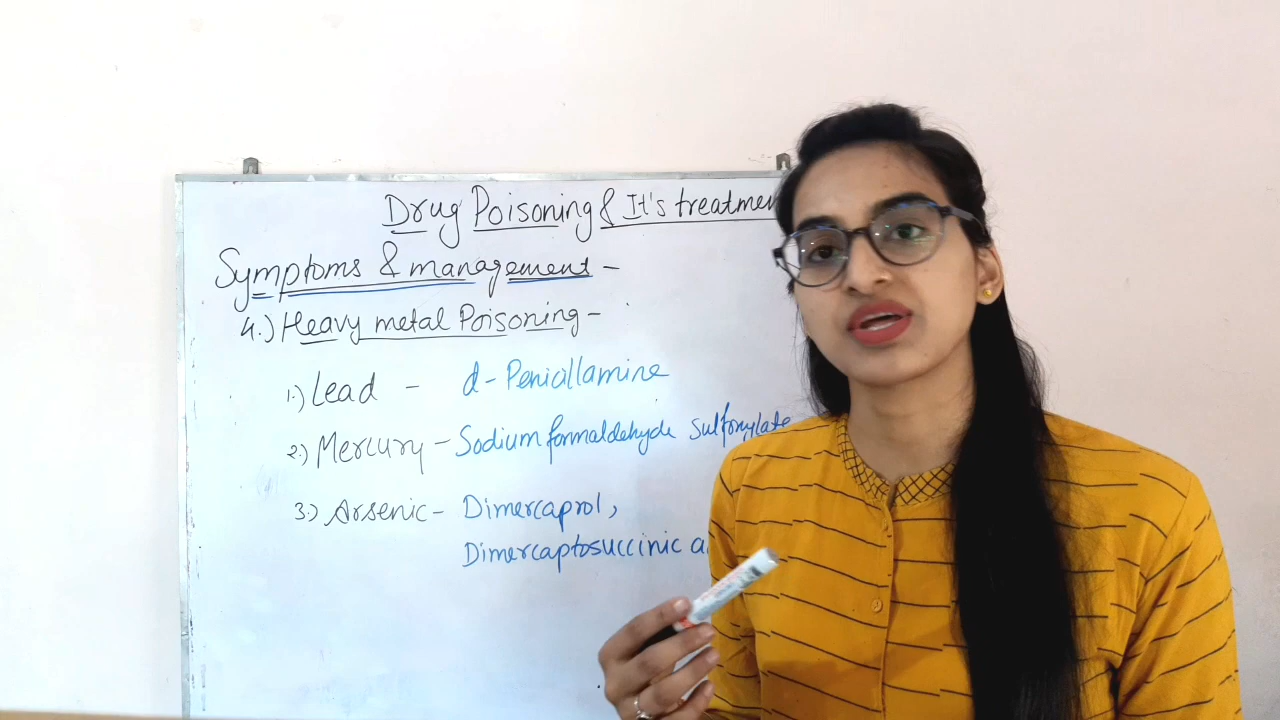 Drug Poisoning & It's treatmen
Symptoms & management -
4.) Heavy metal Poisoning -
1.) Lead - d-Penicillamine
2.) Mercury - Sodium formaldehyde sulfoxylate
3.) Arsenic - Dimercaprol,
Dimercaptosuccinic a